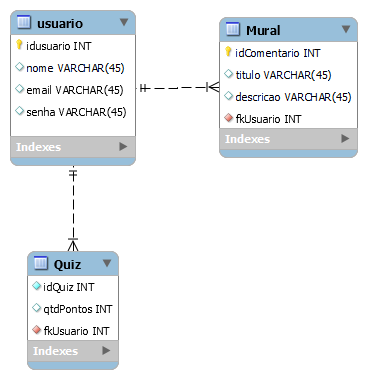 usuario
idusuario INT
nome VARCHAR(45)
email VARCHAR(45)
senha VARCHAR(45)
Indexes
Mural
idComentario INT
titulo VARCHAR(45)
descricao VARCHAR(45)
fkUsuario INT
Indexes
Quiz
idQuiz INT
qtdPontos INT
fkUsuario INT
Indexes